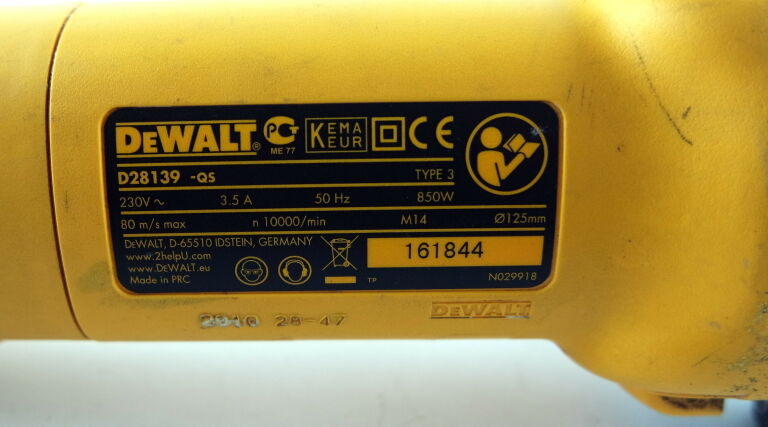 DEWALT® PCT ME 77 KEMA KEUR CE
D28139 -QS TYPE 3
230V ~ 3.5 A 50 Hz 850W
80 m/s max n 10000/min M14 Ø125mm
DEWALT, D-65510 IDSTEIN, GERMANY
www.2helpU.com
www.DEWALT.eu
Made in PRC
TP
161844
N029918
2010 28-47
DEWALT